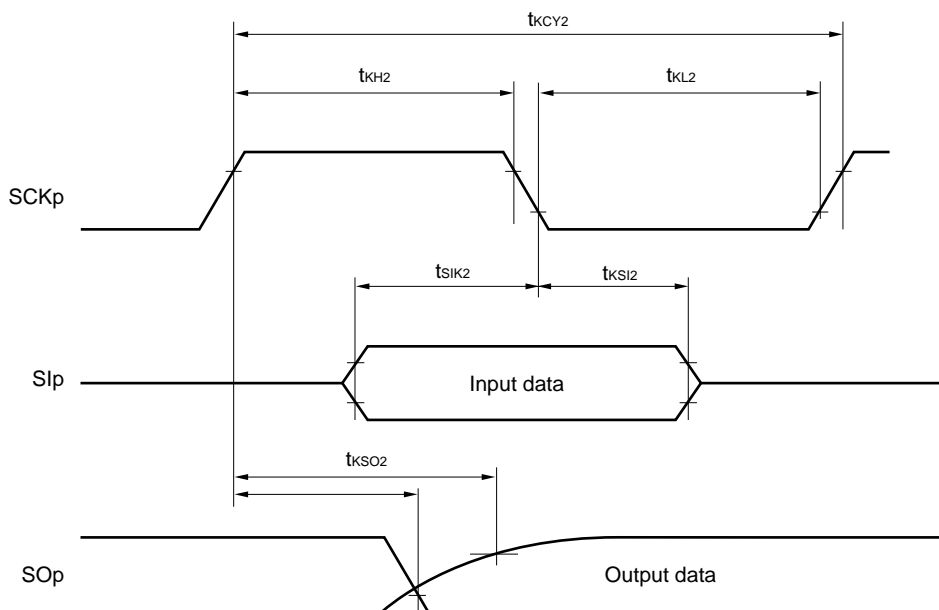 tKCY2
tKH2
tKL2
SCKp
tSIK2
tKSI2
SIp
Input data
tKSO2
SOp
Output data